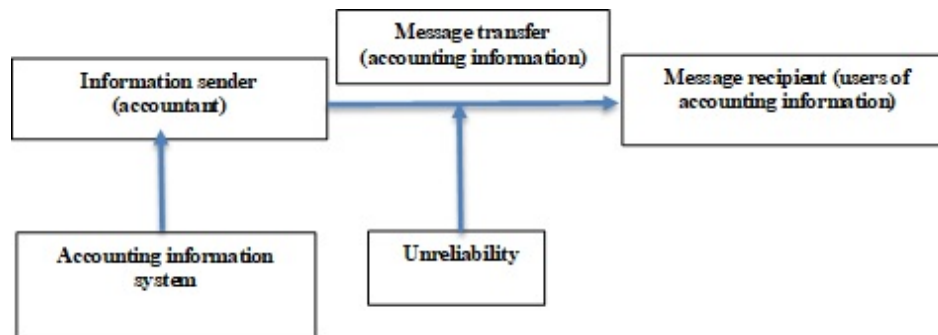 Message transfer
(accounting information)
Information sender
(accountant)
Message recipient (users of
accounting information)
Accounting information
system
Unreliability